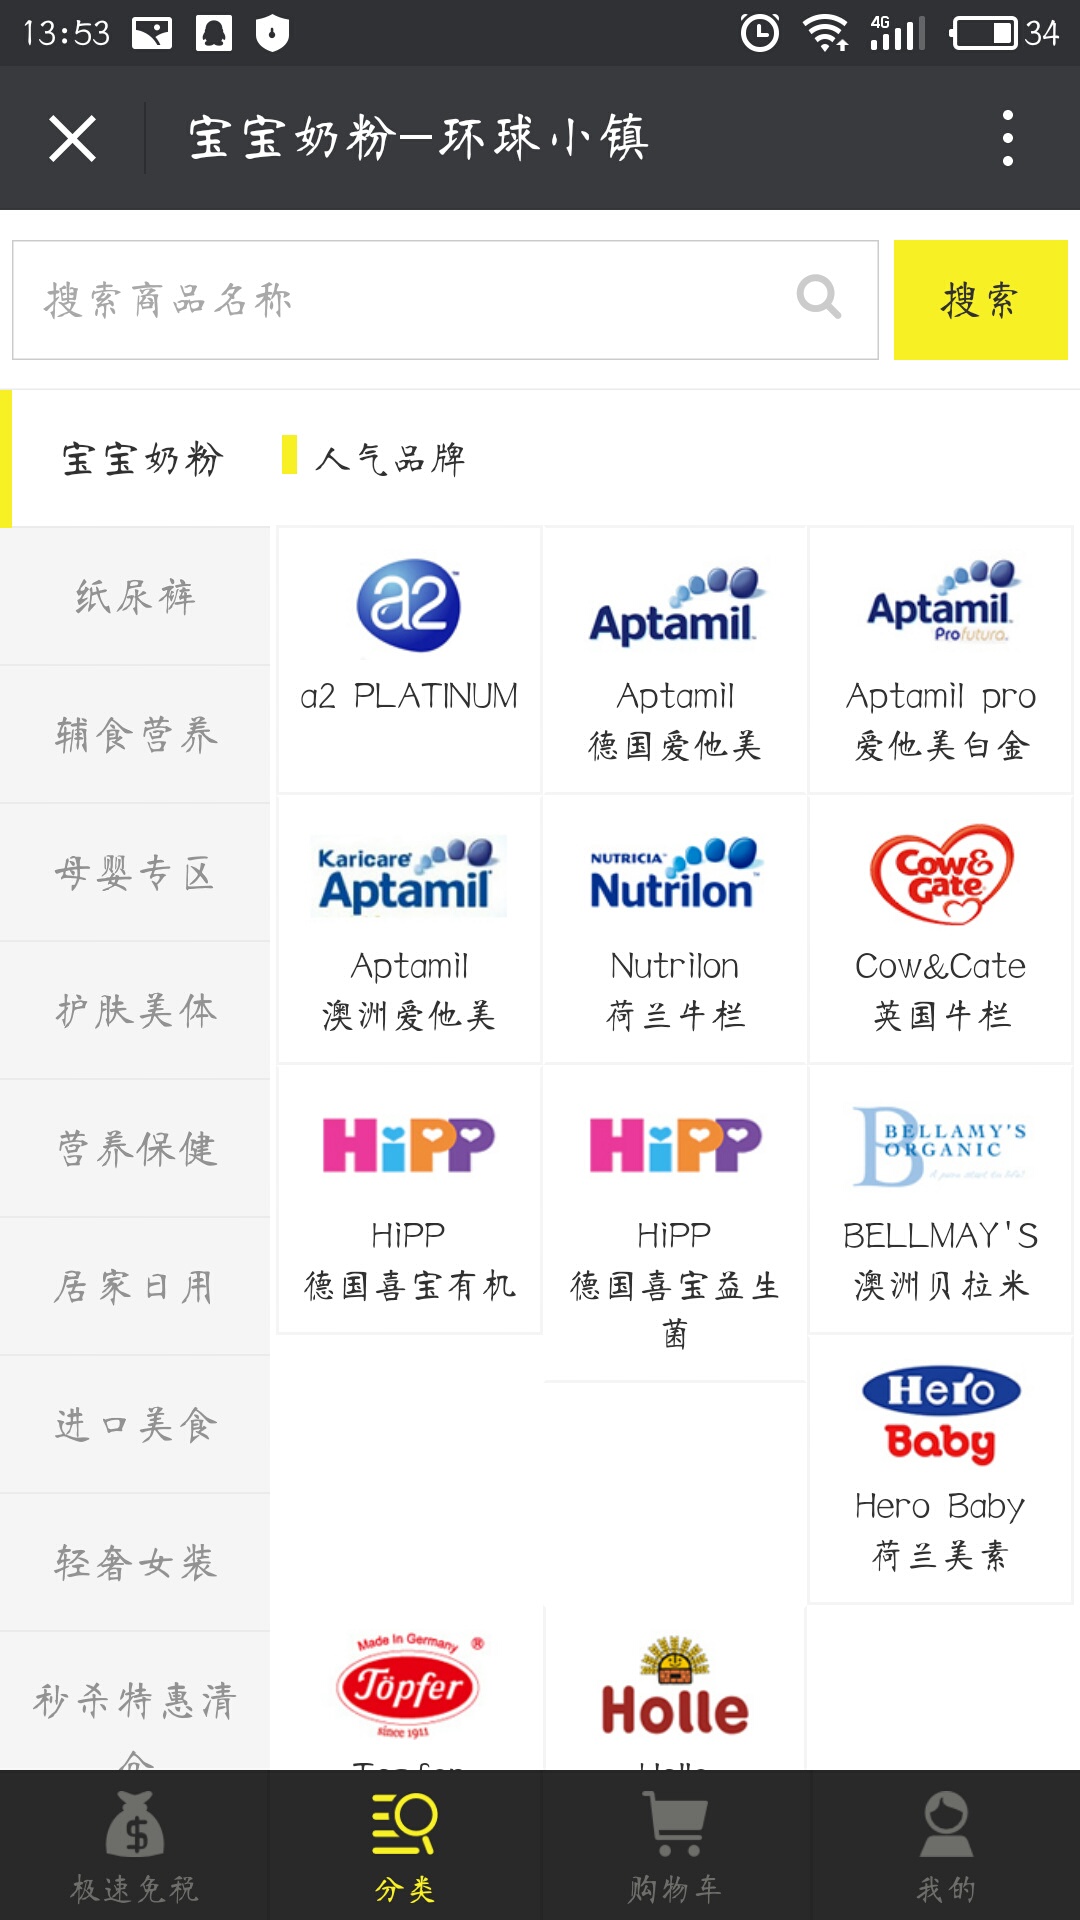 13:53
4G
34
宝宝奶粉-环球小镇
搜索商品名称
搜索
宝宝奶粉
纸尿裤
辅食营养
母婴专区
护肤美体
营养保健
居家日用
进口美食
轻奢女装
秒杀特惠清
人气品牌
a2
a2 PLATINUM
Aptamil
Aptamil
德国爱他美
Aptamil
Profutura
Aptamil pro
爱他美白金
Karicare
Aptamil
Aptamil
澳洲爱他美
NUTRICIA
Nutrilon
Nutrilon
荷兰牛栏
Cow&
Gate
Cow&Cate
英国牛栏
HiPP
HiPP
德国喜宝有机
HiPP
HiPP
德国喜宝益生
菌
BELLAMY'S
ORGANIC
BELLMAY'S
澳洲贝拉米
Hero
Baby
Hero Baby
荷兰美素
Made in Germany
Töpfer
since 1911
Holle
极速免税
分类
购物车
我的